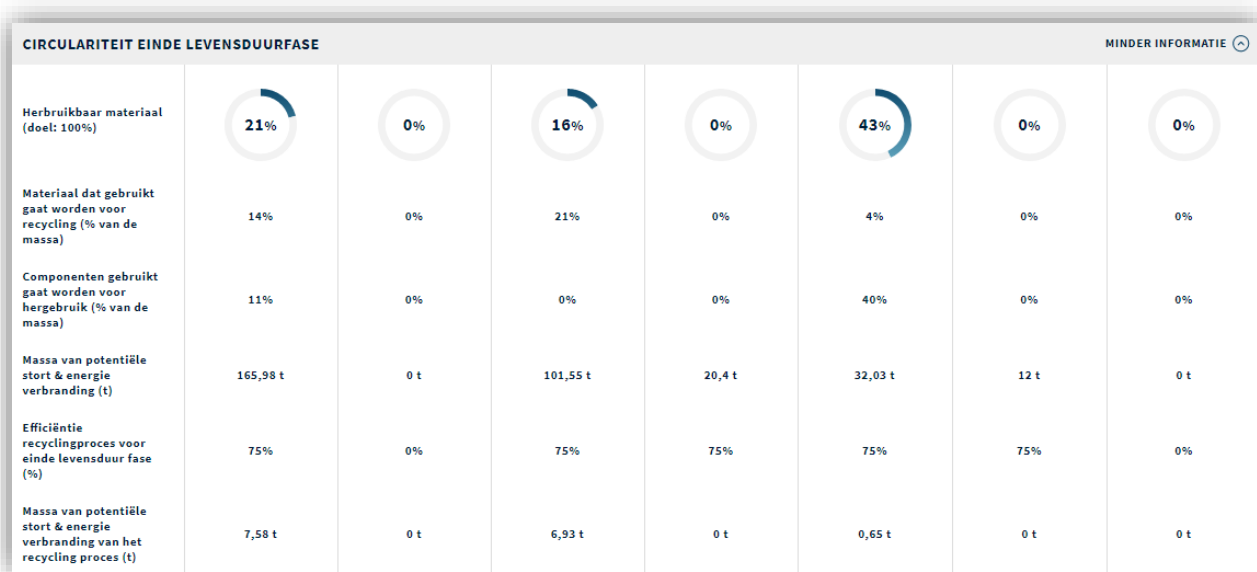 CIRCULARITEIT EINDE LEVENSDUURFASE MINDER INFORMATIE
Herbruikbaar materiaal
(doel: 100%)
21% 0% 16% 0% 43% 0% 0%
Materiaal dat gebruikt
gaat worden voor
recycling (% van de
massa)
14% 0% 21% 0% 4% 0% 0%
Componenten gebruikt
gaat worden voor
hergebruik (% van de
massa)
11% 0% 0% 0% 40% 0% 0%
Massa van potentiële
stort & energie
verbranding (t)
165,98 t 0 t 101,55 t 20,4 t 32,03 t 12 t 0 t
Efficiëntie
recyclingproces voor
einde levensduur fase
(%)
75% 0% 75% 75% 75% 75% 0%
Massa van potentiële
stort & energie
verbranding van het
recycling proces (t)
7,58 t 0 t 6,93 t 0 t 0,65 t 0 t 0 t